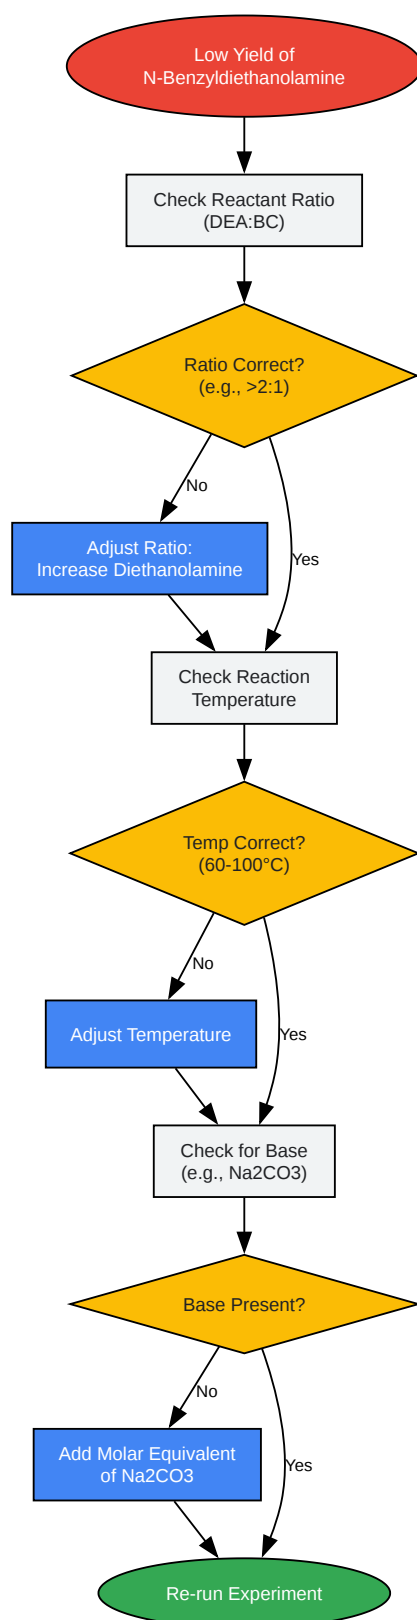 Low Yield of
N-Benzyldiethanolamine
Check Reactant Ratio
(DEA:BC)
Ratio Correct?
(e.g., >2:1)
No
Adjust Ratio:
Increase Diethanolamine
Yes
Check Reaction
Temperature
Temp Correct?
(60-100°C)
No
Adjust Temperature
Yes
Check for Base
(e.g., Na2CO3)
Base Present?
No
Add Molar Equivalent
of Na2CO3
Yes
Re-run Experiment